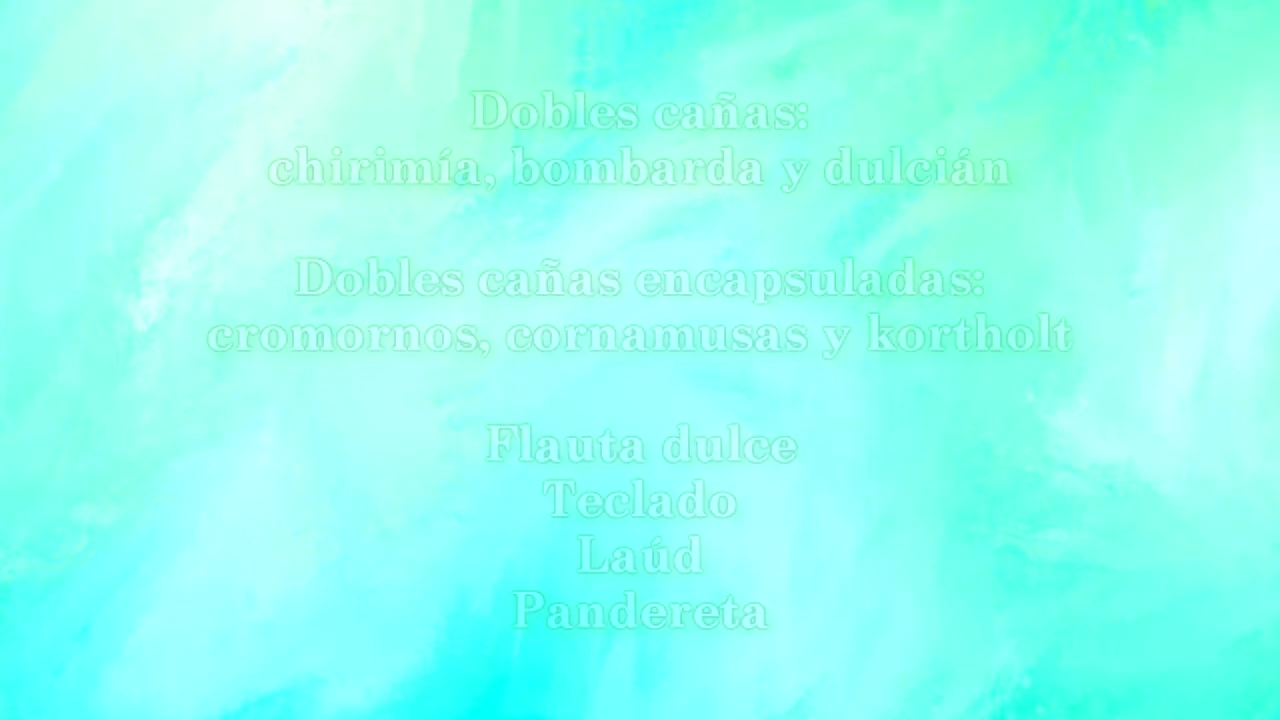 Dobles cañas:
chirimía, bombarda y dulcián
Dobles cañas encapsuladas:
cromornos, cornamusas y kortholt
Flauta dulce
Teclado
Laúd
Pandereta